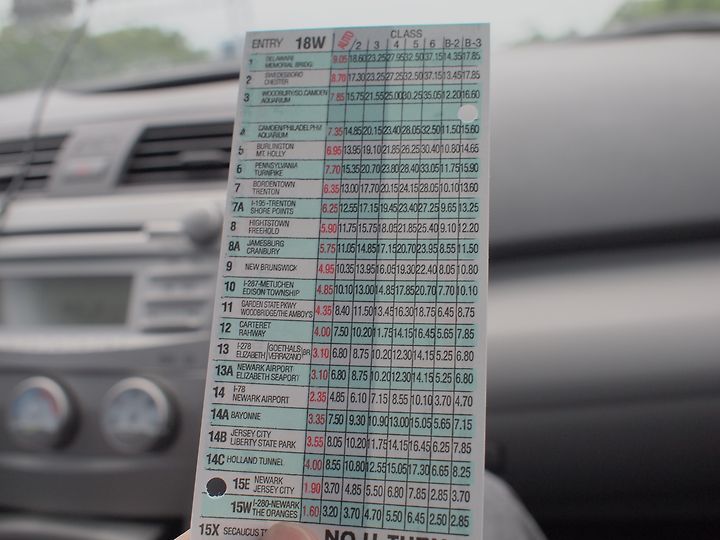 ENTRY 18W AUTO CLASS
/2 3 4 5 6 B-2 B-3
1 DELAWARE MEMORIAL BRIDG. 9.05 18.60 23.25 27.95 32.50 37.15 14.35 17.85
2 SWEDESBORO CHESTER 8.70 17.30 23.25 27.25 32.35 37.15 13.45 17.85
3 WOODBURY/SO.CAMDEN AQUARIUM 7.85 15.75 21.55 25.00 30.25 35.05 12.20 16.60
4 CAMDEN/PHILADELPHIA AQUARIUM 7.35 14.85 20.15 23.40 28.05 32.50 11.50 15.60
5 BURLINGTON MT. HOLLY 6.95 13.95 19.10 21.85 26.25 30.40 10.80 14.65
6 PENNSYLVANIA TURNPIKE 7.70 15.35 20.70 23.80 28.40 33.05 11.75 15.90
7 BORDENTOWN TRENTON 6.35 13.00 17.70 20.15 24.15 28.05 10.10 13.60
7A I-195-TRENTON SHORE POINTS 6.25 12.55 17.15 19.45 23.40 27.25 9.65 13.25
8 HIGHTSTOWN FREEHOLD 5.90 11.75 15.75 18.05 21.85 25.40 9.10 12.20
8A JAMESBURG CRANBURY 5.75 11.05 14.85 17.15 20.70 23.95 8.55 11.50
9 NEW BRUNSWICK 4.95 10.35 13.95 16.05 19.30 22.40 8.05 10.80
10 I-287-METUCHEN EDISON TOWNSHIP 4.85 10.10 13.00 14.85 17.85 20.70 7.70 10.10
11 GARDEN STATE PKWY WOODBRIDGE/THE AMBOYS 4.35 8.40 11.50 13.45 16.30 18.75 6.45 8.75
12 CARTERET RAHWAY 4.00 7.50 10.20 11.75 14.15 16.45 5.65 7.85
13 I-278 ELIZABETH GOETHALS VERRAZANO BR 3.10 6.80 8.75 10.20 12.30 14.15 5.25 6.80
13A NEWARK AIRPORT ELIZABETH SEAPORT 3.10 6.80 8.75 10.20 12.30 14.15 5.25 6.80
14 I-78 NEWARK AIRPORT 2.35 4.85 6.10 7.15 8.55 10.10 3.70 4.70
14A BAYONNE 3.35 7.50 9.30 10.90 13.00 15.05 5.65 7.15
14B JERSEY CITY LIBERTY STATE PARK 3.55 8.05 10.20 11.75 14.15 16.45 6.25 7.85
14C HOLLAND TUNNEL 4.00 8.55 10.80 12.55 15.05 17.30 6.65 8.25
15E NEWARK JERSEY CITY 1.90 3.70 4.85 5.50 6.80 7.85 2.85 3.70
15W I-280-NEWARK THE ORANGES 1.60 3.20 3.70 4.70 5.50 6.45 2.50 2.85
15X SECAUCUS NO U